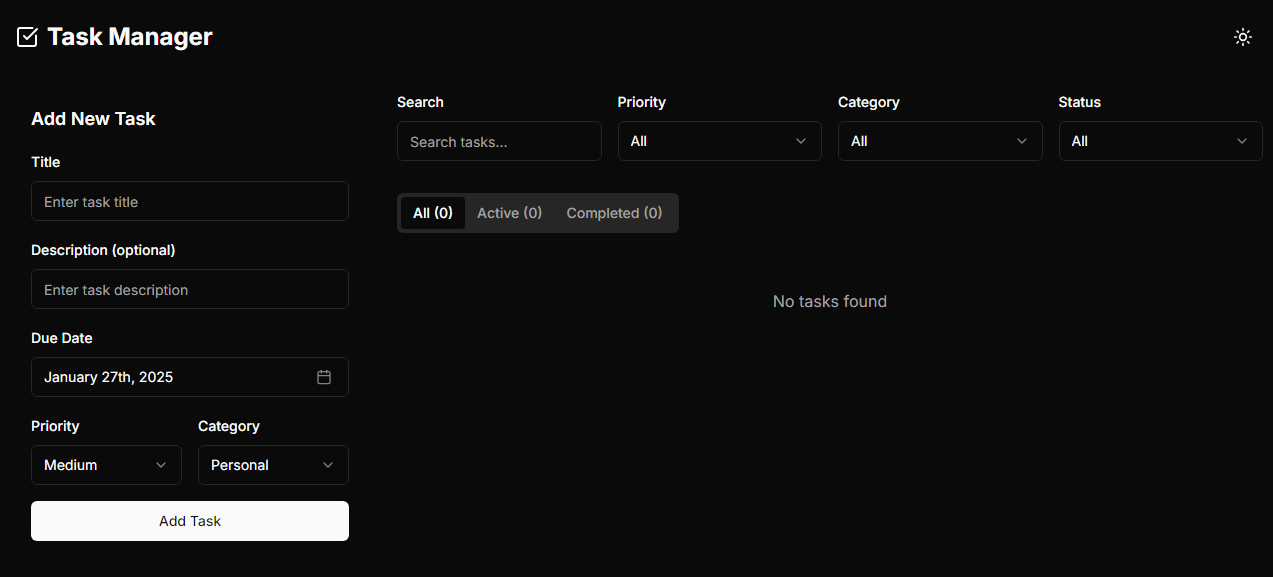 Task Manager
Add New Task
Title
Enter task title
Description (optional)
Enter task description
Due Date
January 27th, 2025
Priority Category
Medium Personal
Add Task
Search Priority Category Status
Search tasks... All All All
All (0) Active (0) Completed (0)
No tasks found